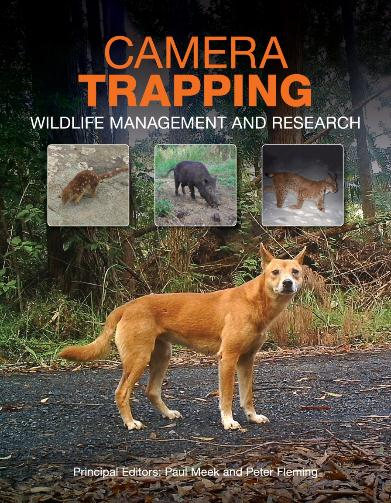 CAMERA
TRAPPING
WILDLIFE MANAGEMENT AND RESEARCH
Principal Editors: Paul Meek and Peter Fleming